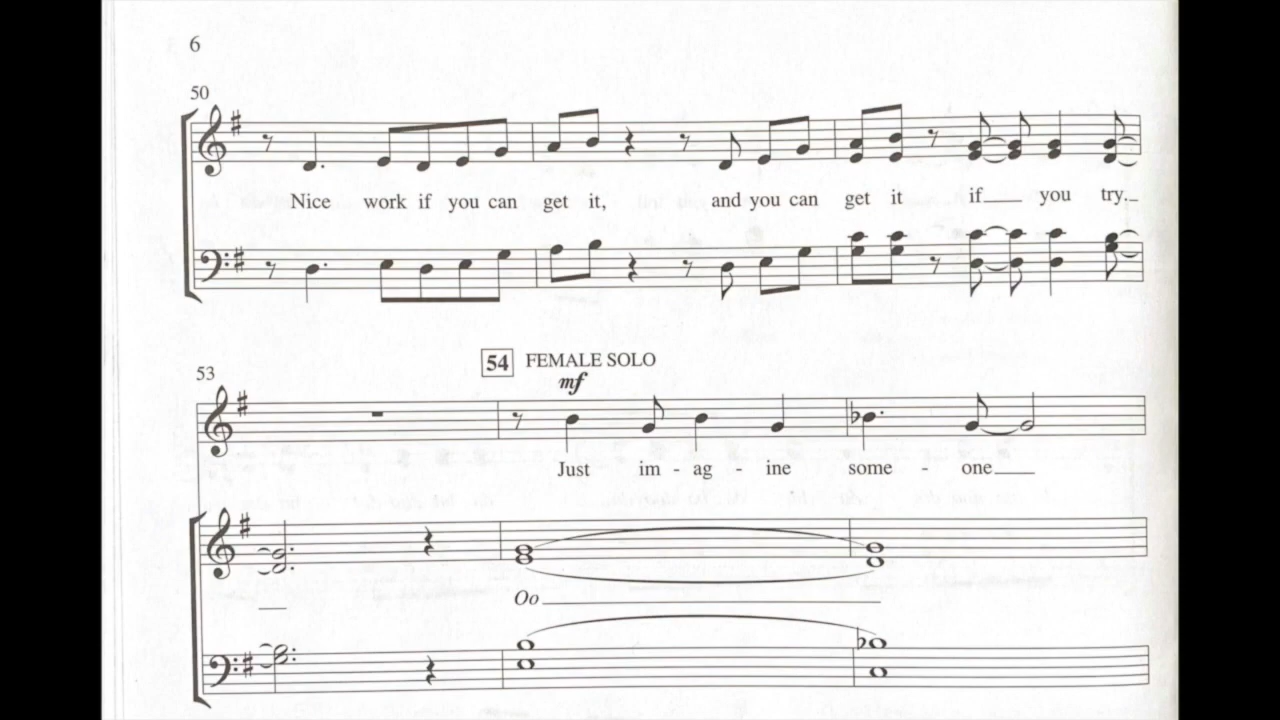 6
50
Nice work if you can get it, and you can get it if you try.
54 FEMALE SOLO
53
mf
Just im - ag - ine some - one
Oo